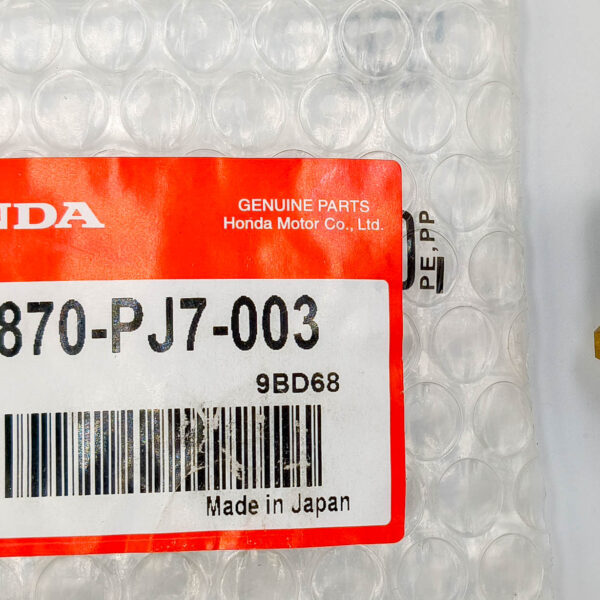 NDA
GENUINE PARTS
Honda Motor Co., Ltd.
PE, PP
870-PJ7-003
9BD68
Made in Japan